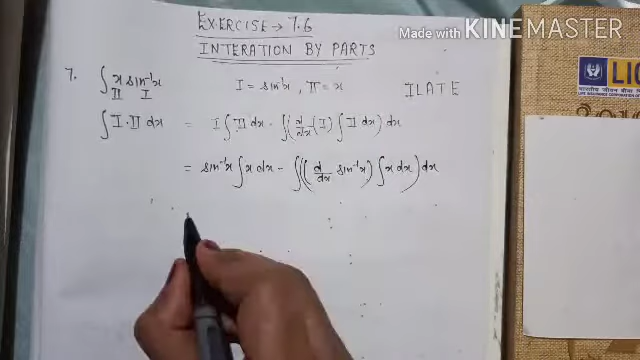 EXERCISE → 7.6
Made with KINEMASTER
INTERATION BY PARTS
7. ∫ x sin⁻¹x I = sin⁻¹x , II = x ILATE
II I
∫ I·II dx = I ∫ II dx - ∫( d/dx (I) ∫ II dx) dx
= sin⁻¹x ∫ x dx - ∫(( d/dx sin⁻¹x) ∫ x dx) dx
LIC